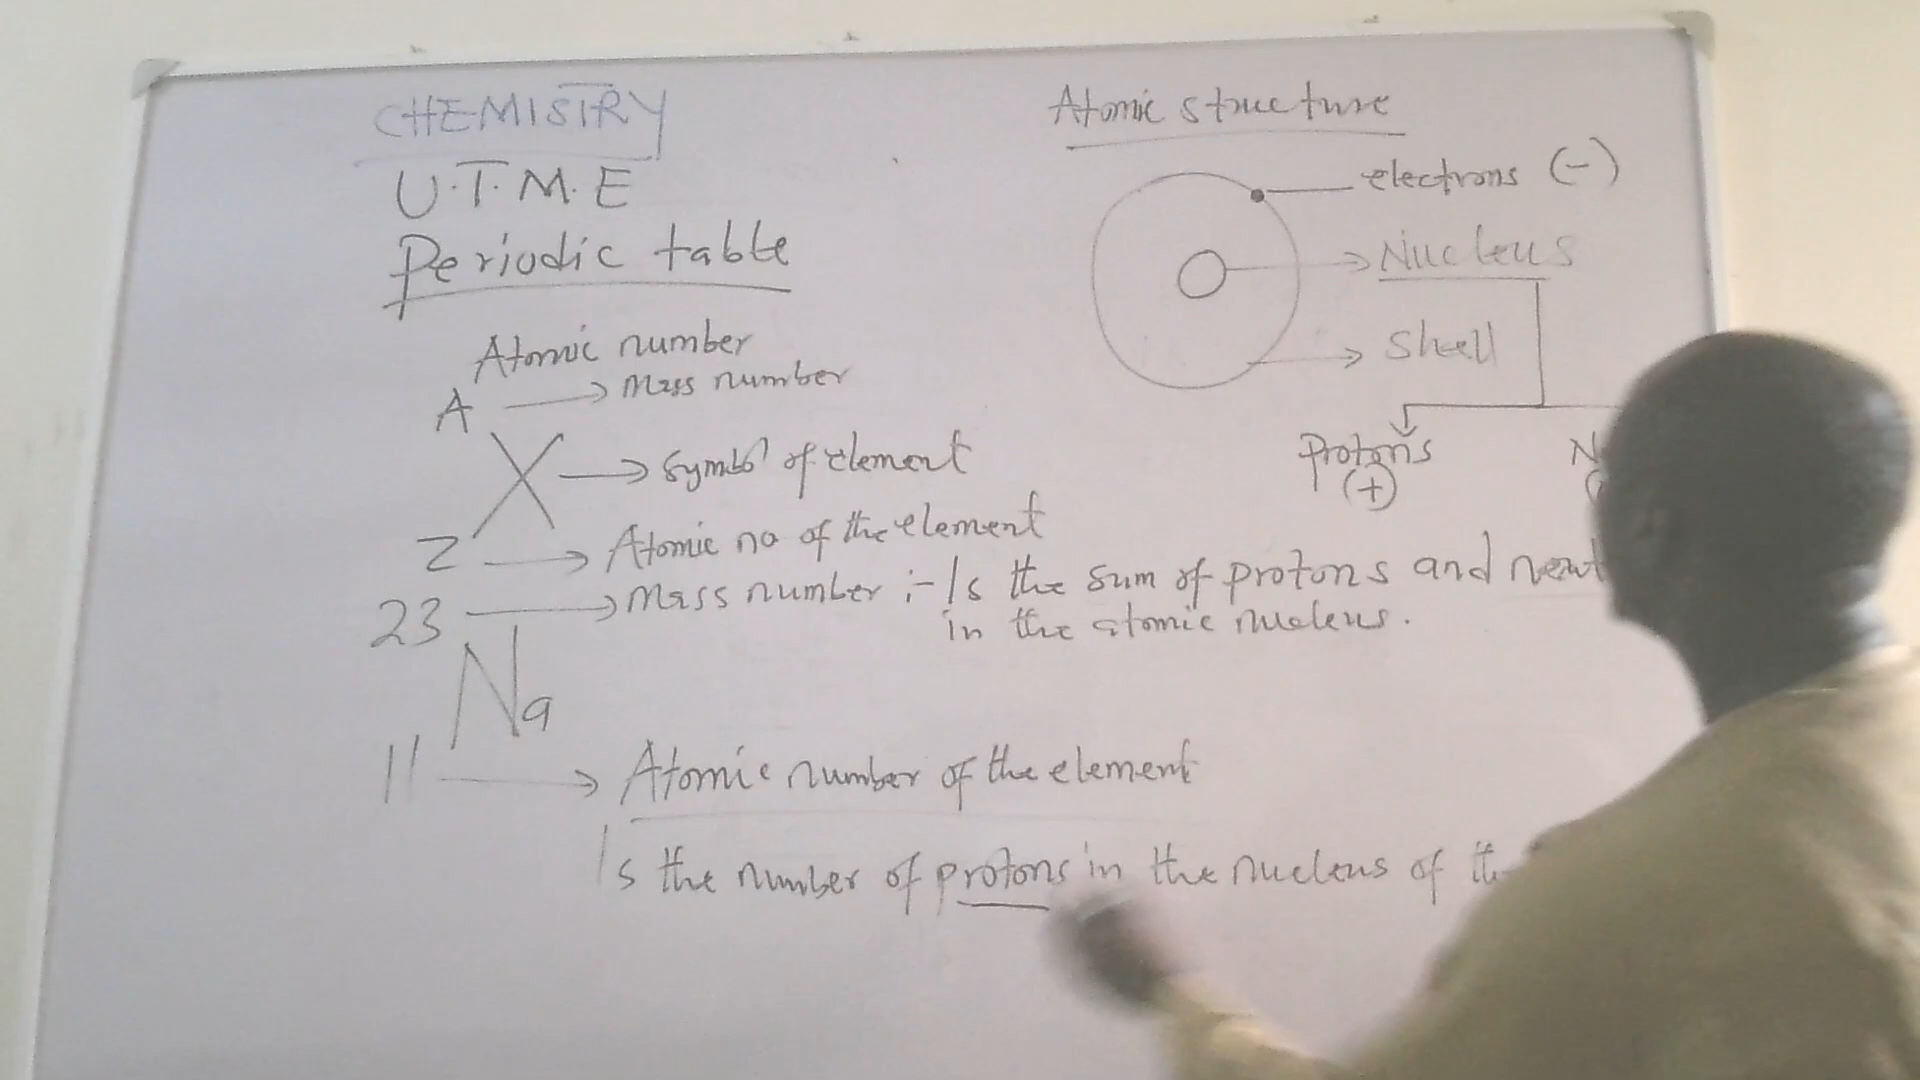 CHEMISTRY
U.T.M.E
Periodic table
Atomic number
A → Mass number
X → Symbol of element
Z → Atomic no of the element
23 → Mass number :- Is the sum of protons and
in the atomic nucleus.
Na
11 → Atomic number of the element
Is the number of protons in the nucleus of
Atomic structure
electrons (-)
Nucleus
Shell
Protons
(+)